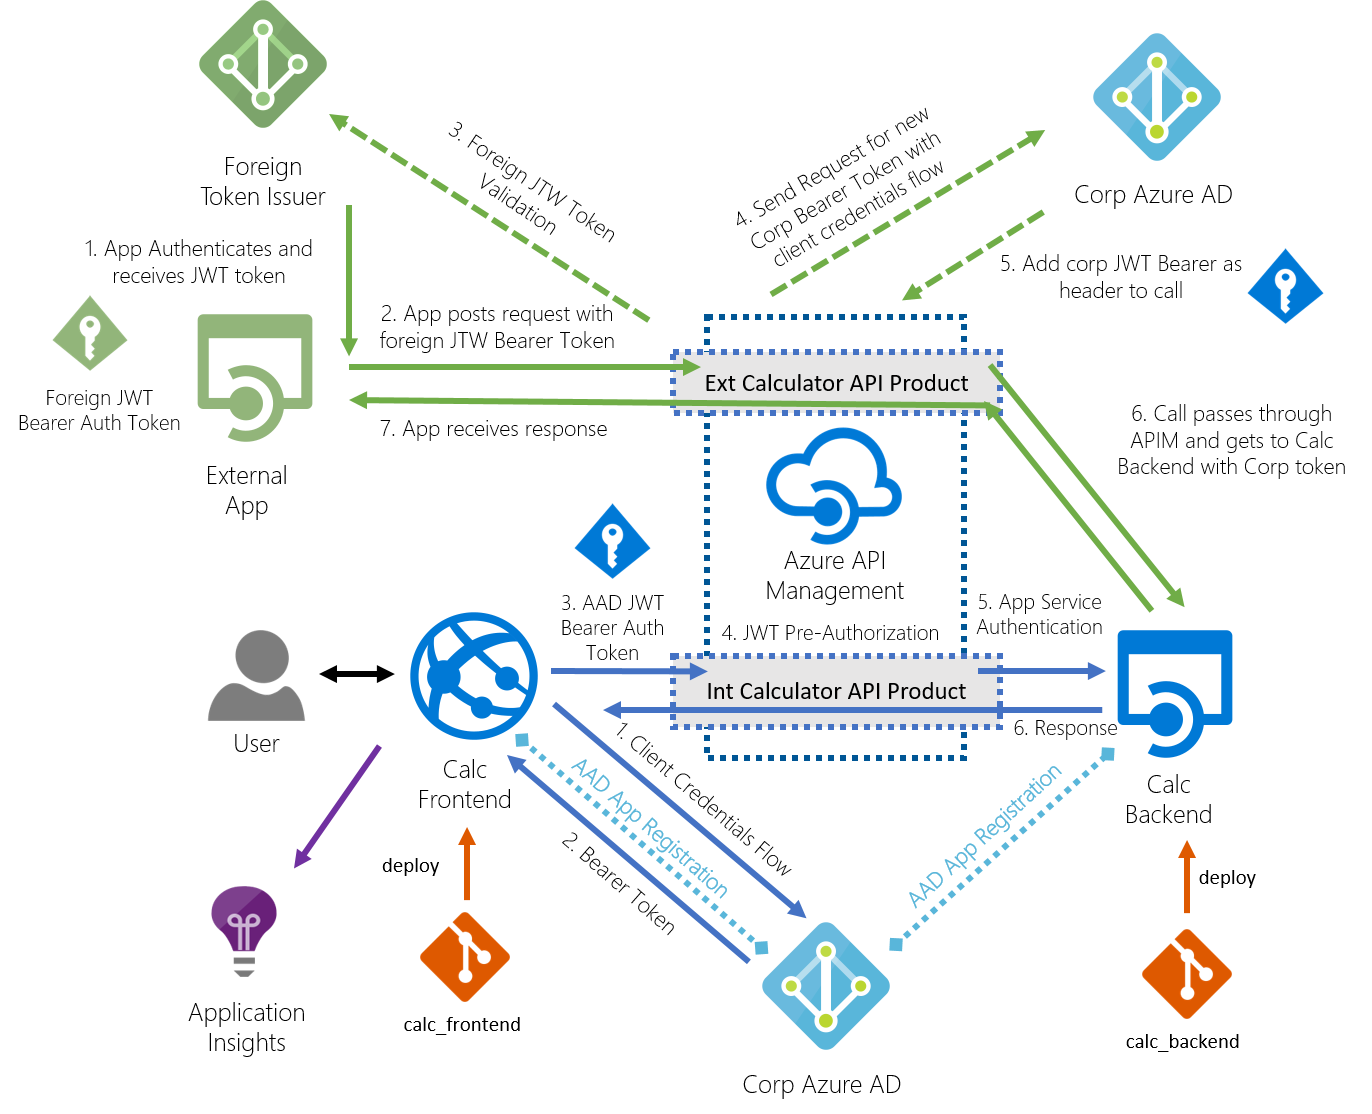 Foreign
Token Issuer
1. App Authenticates and
receives JWT token
Foreign JWT
Bearer Auth Token
External
App
3. Foreign JTW Token
Validation
2. App posts request with
foreign JTW Bearer Token
7. App receives response
4. Send Request for new
Corp Bearer Token with
client credentials flow
Corp Azure AD
5. Add corp JWT Bearer as
header to call
Ext Calculator API Product
6. Call passes through
APIM and gets to Calc
Backend with Corp token
Azure API
Management
3. AAD JWT
Bearer Auth
Token
4. JWT Pre-Authorization
5. App Service
Authentication
Int Calculator API Product
6. Response
User
Calc
Frontend
1. Client Credentials Flow
AAD App Registration
2. Bearer Token
AAD App Registration
Calc
Backend
deploy
deploy
Application
Insights
calc_frontend
Corp Azure AD
calc_backend